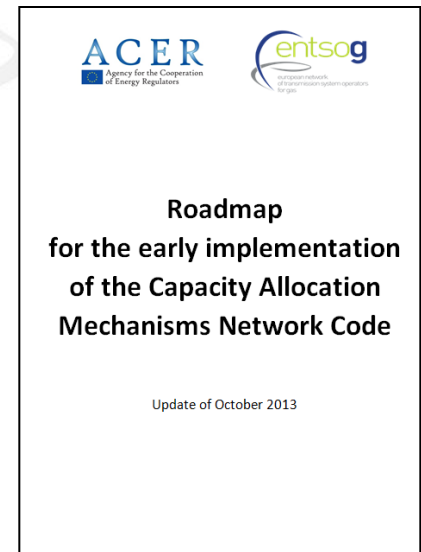 ACER
Agency for the Cooperation
of Energy Regulators
entsog
european network
of transmission system operators
for gas
Roadmap
for the early implementation
of the Capacity Allocation
Mechanisms Network Code
Update of October 2013